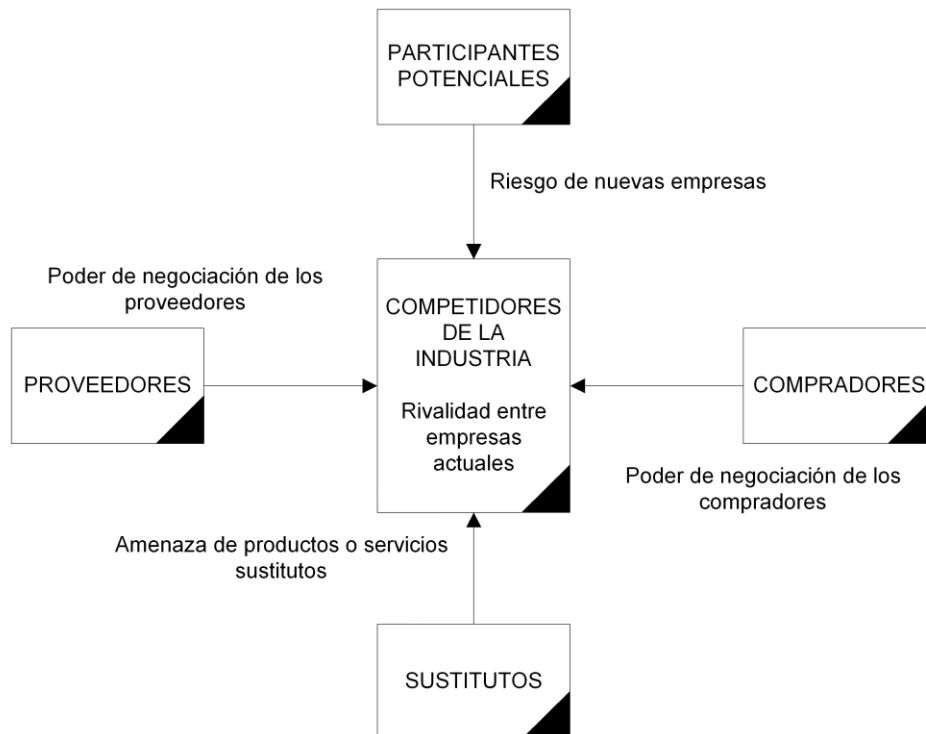 PARTICIPANTES
POTENCIALES
Riesgo de nuevas empresas
Poder de negociación de los
proveedores
PROVEEDORES
COMPETIDORES
DE LA
INDUSTRIA
Rivalidad entre
empresas
actuales
COMPRADORES
Poder de negociación de los
compradores
Amenaza de productos o servicios
sustitutos
SUSTITUTOS